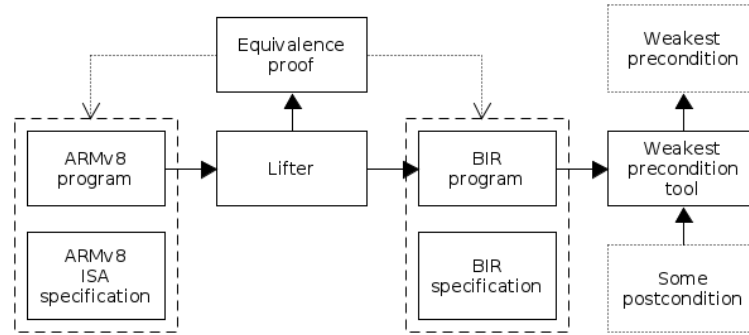 Equivalence
proof
Weakest
precondition
ARMv8
program
Lifter
BIR
program
Weakest
precondition
tool
ARMv8
ISA
specification
BIR
specification
Some
postcondition